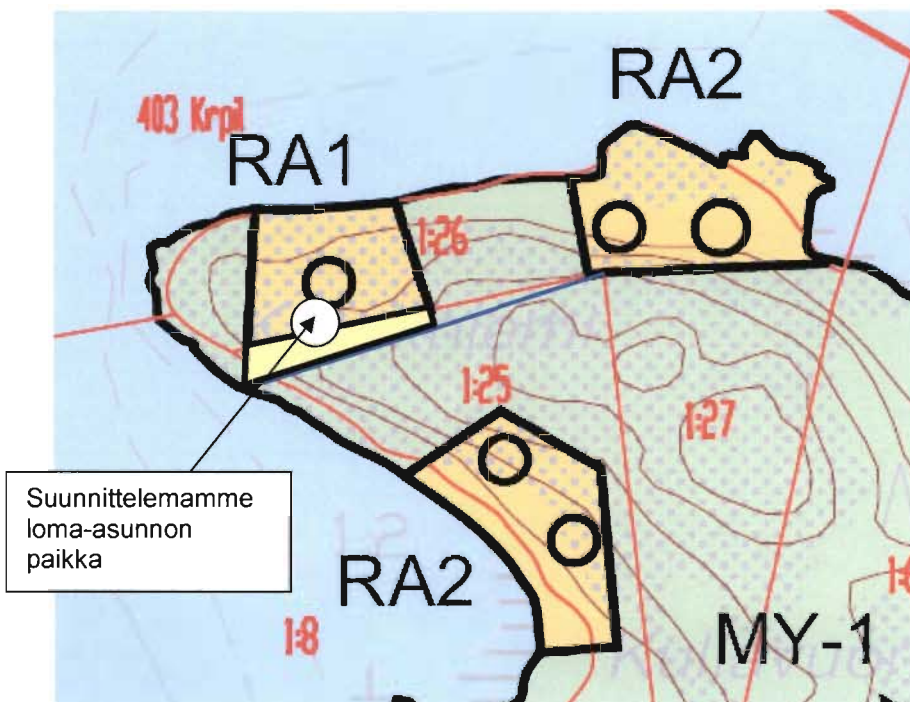 RA2
403 Krpl
RA1
1:26
1:25
1:27
Suunnittelemamme
loma-asunnon
paikka
RA2
1:8
MY-1